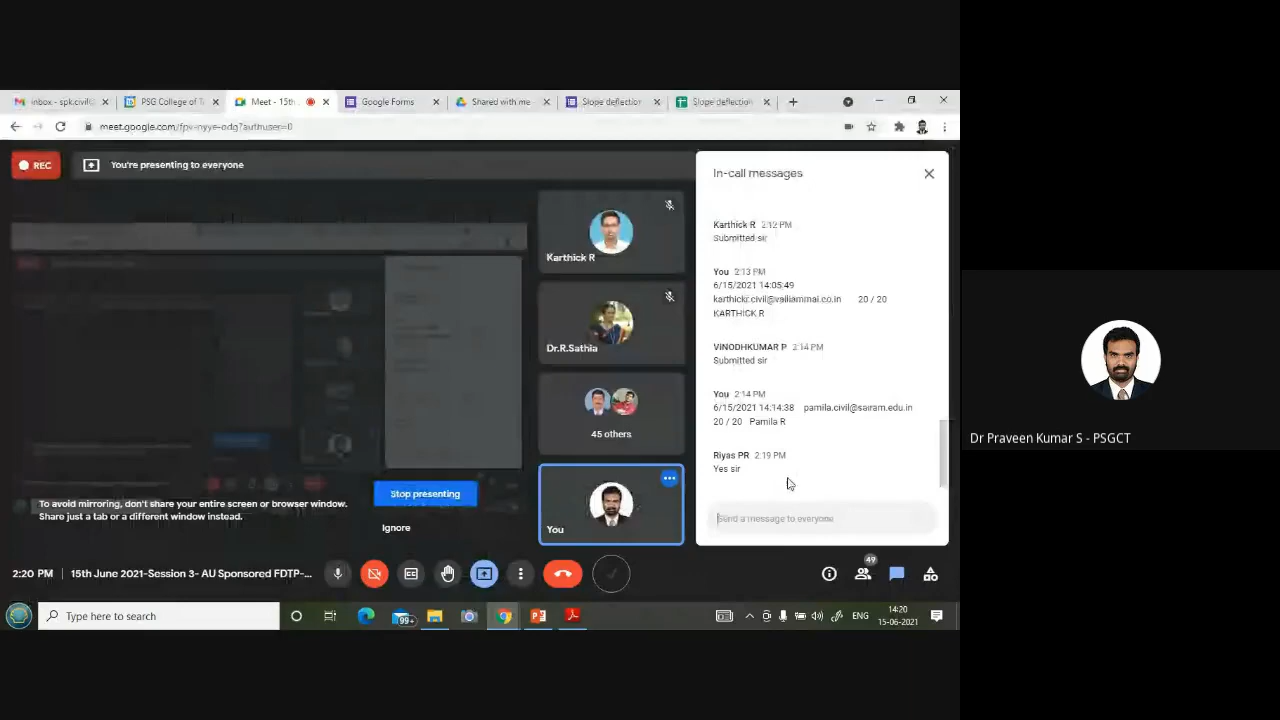 inbox - spk.civil
PSG College of T
Meet - 15th
Google Forms
Shared with me
Slope deflection
Slope deflection
meet.google.com/fpv-nyye-odg?authuser=0
REC
You're presenting to everyone
In-call messages
Karthick R 2:12 PM
Submitted sir
You 2:13 PM
6/15/2021 14:05:49
karthickr.civil@valliammai.co.in 20 / 20
KARTHICK R
VINODHKUMAR P 2:14 PM
Submitted sir
You 2:14 PM
6/15/2021 14:14:38 pamila.civil@sairam.edu.in
20 / 20 Pamila R
Riyas PR 2:19 PM
Yes sir
Send a message to everyone
Karthick R
Dr.R.Sathia
45 others
You
To avoid mirroring, don't share your entire screen or browser window.
Share just a tab or a different window instead.
Stop presenting
Ignore
2:20 PM | 15th June 2021-Session 3- AU Sponsored FDTP-...
49
Type here to search
99+
ENG
14:20
15-06-2021
Dr Praveen Kumar S - PSGCT